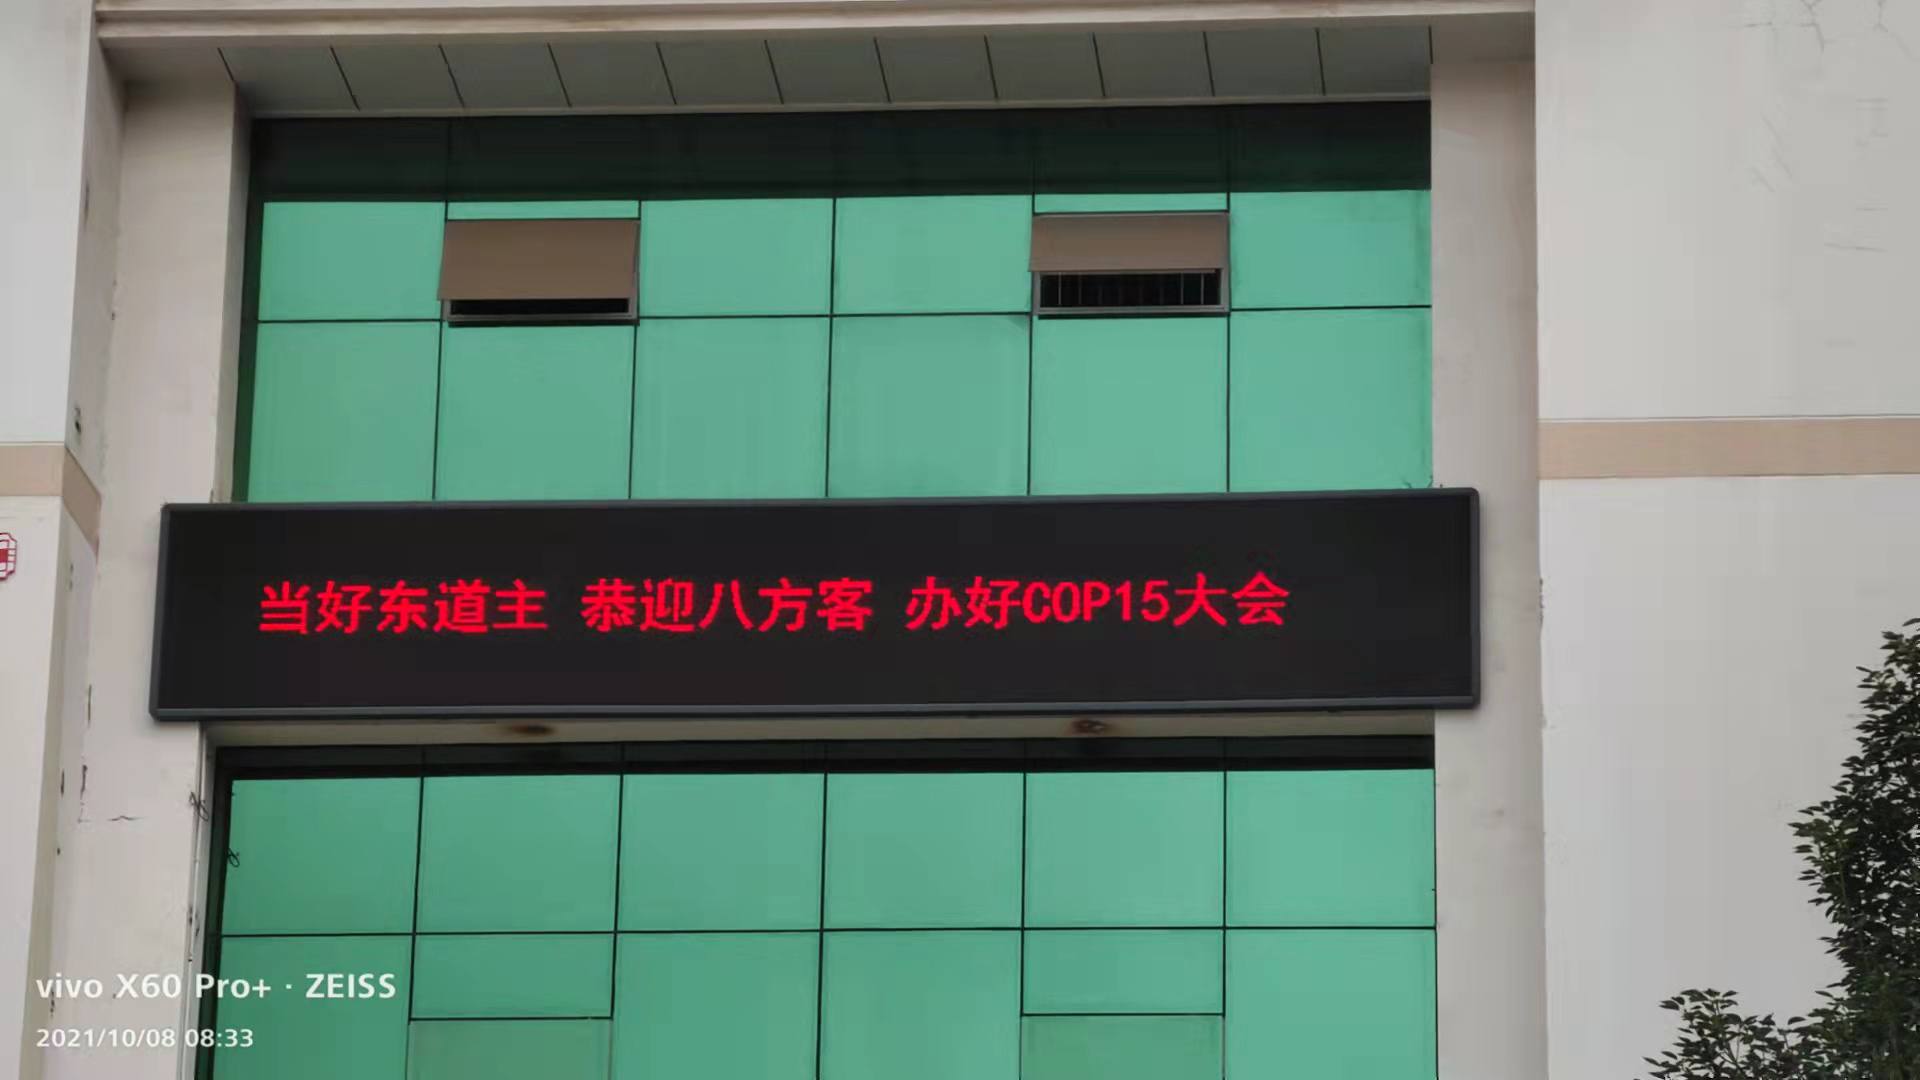 当好东道主 恭迎八方客 办好COP15大会
vivo X60 Pro+ · ZEISS
2021/10/08 08:33